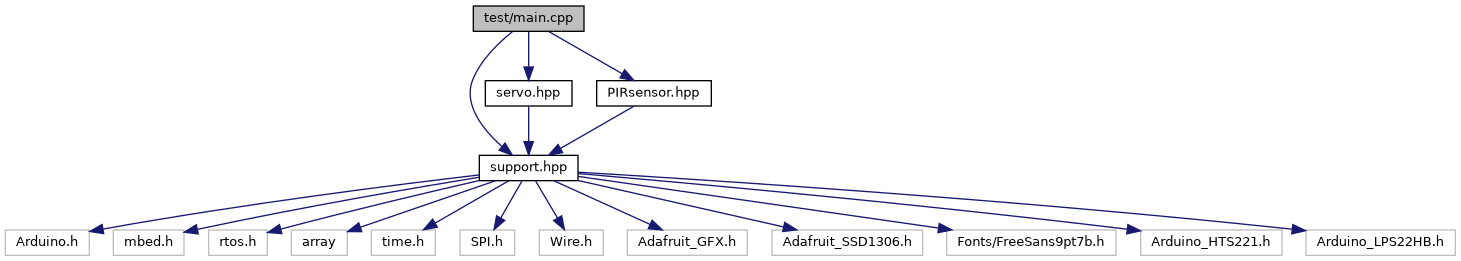 test/main.cpp
servo.hpp
PIRsensor.hpp
support.hpp
Arduino.h
mbed.h
rtos.h
array
time.h
SPI.h
Wire.h
Adafruit_GFX.h
Adafruit_SSD1306.h
Fonts/FreeSans9pt7b.h
Arduino_HTS221.h
Arduino_LPS22HB.h